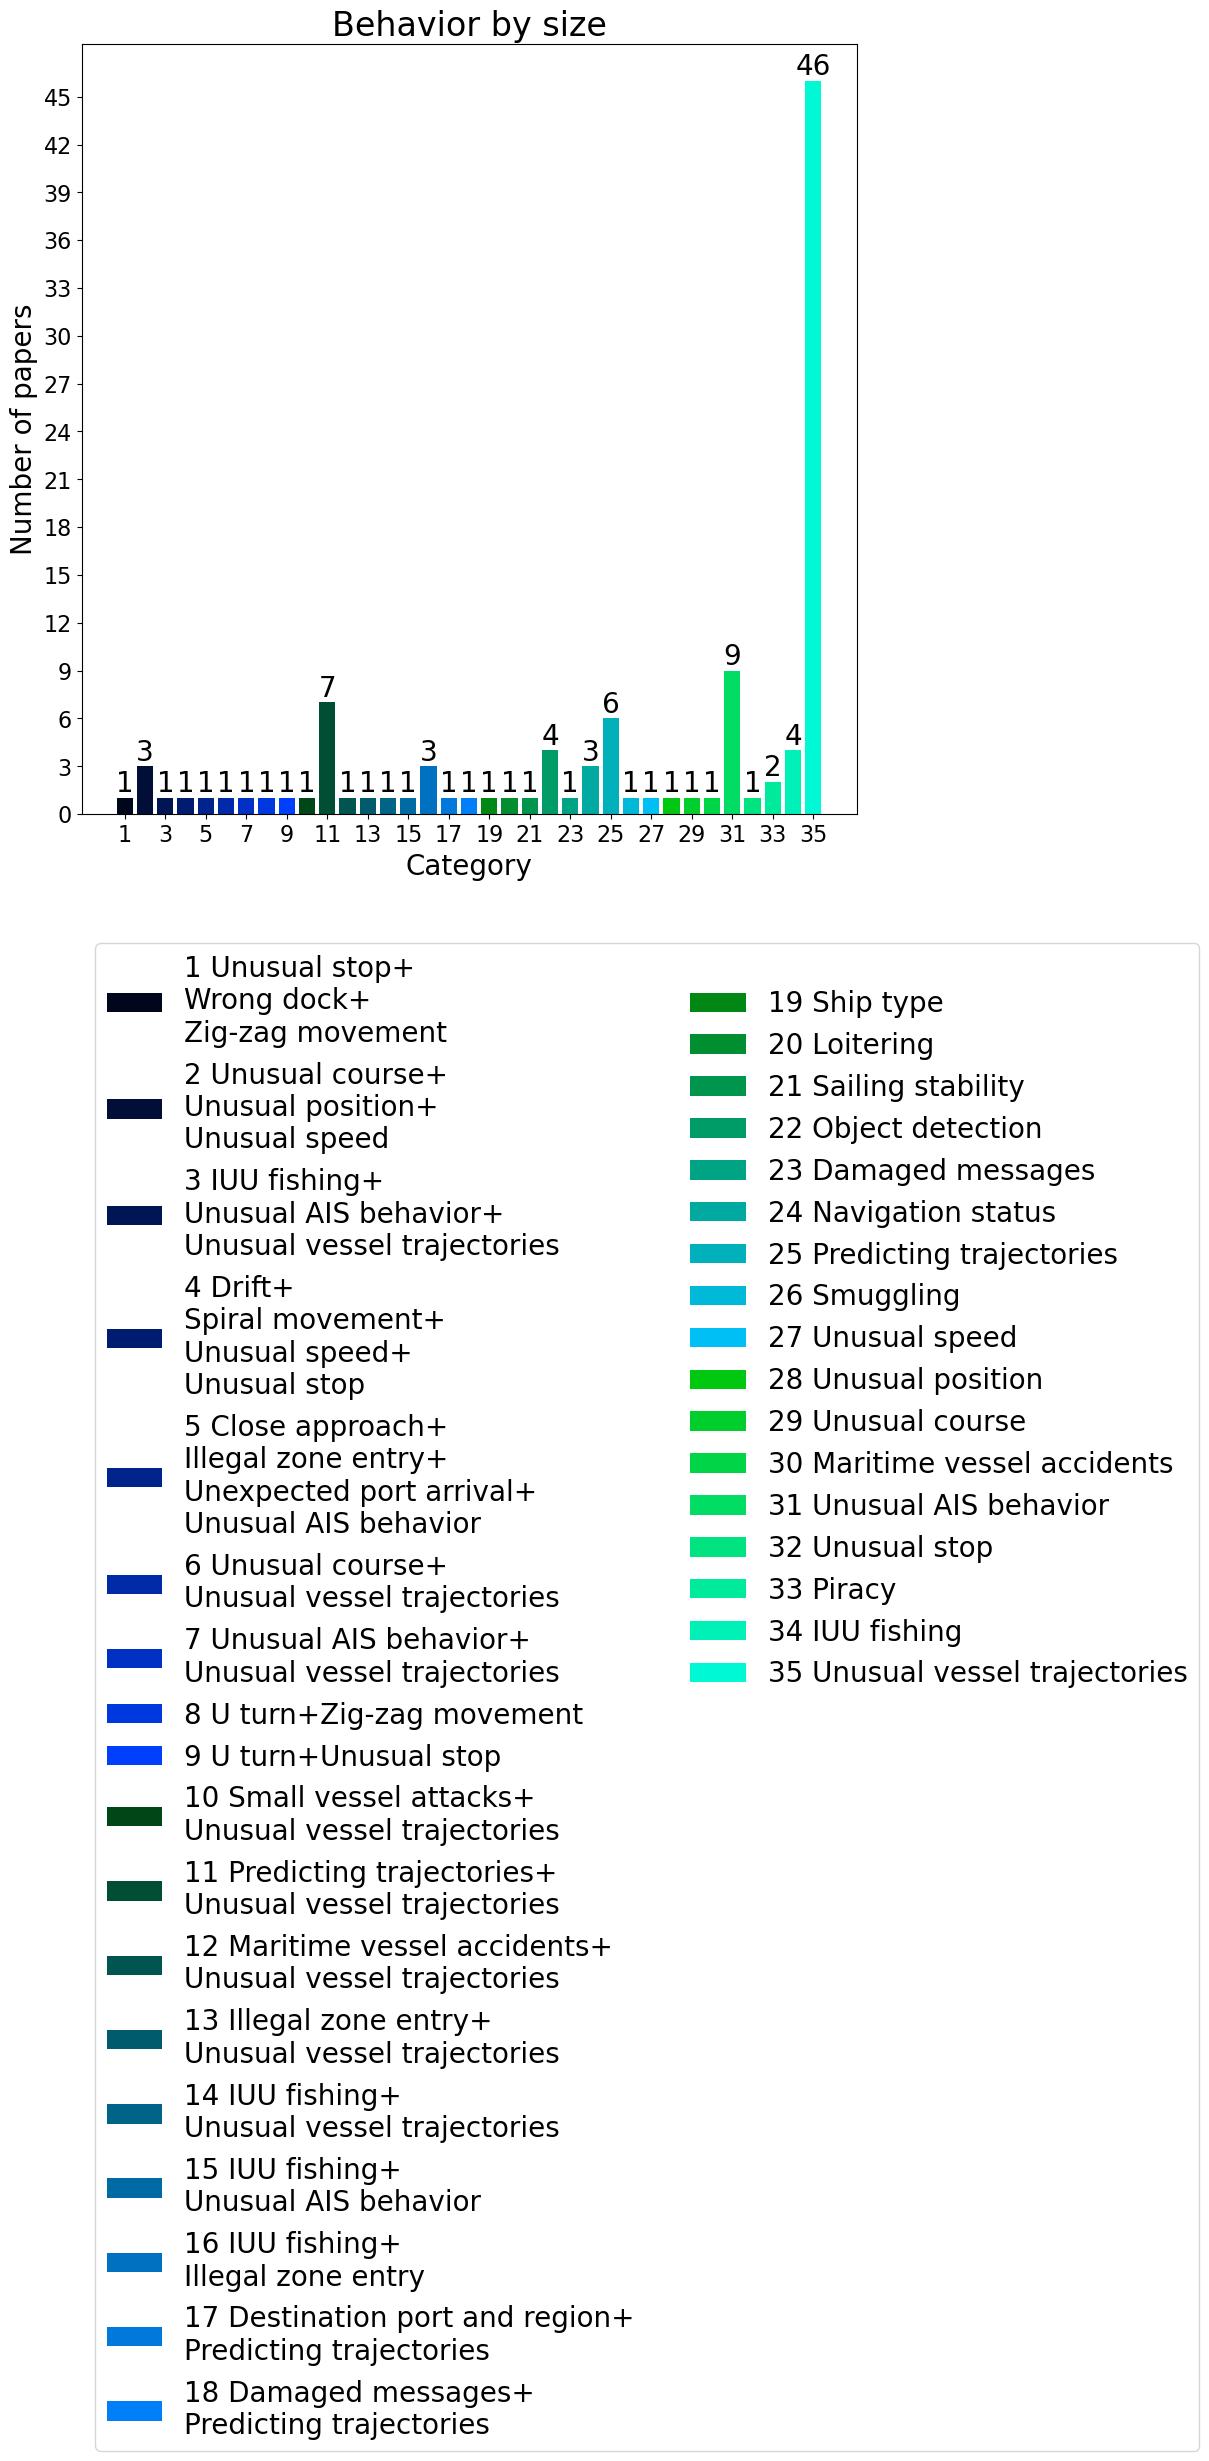 Behavior by size
46
45
42
39
36
33
30
27
24
21
18
15
12
9
6
3
0
Number of papers
1 3 1 1 1 1 1 1 1 1 7 1 1 1 1 3 1 1 1 1 1 4 1 3 6 1 1 1 1 1 9 1 2 4
1 3 5 7 9 11 13 15 17 19 21 23 25 27 29 31 33 35
Category
1 Unusual stop+
Wrong dock+
Zig-zag movement
2 Unusual course+
Unusual position+
Unusual speed
3 IUU fishing+
Unusual AIS behavior+
Unusual vessel trajectories
4 Drift+
Spiral movement+
Unusual speed+
Unusual stop
5 Close approach+
Illegal zone entry+
Unexpected port arrival+
Unusual AIS behavior
6 Unusual course+
Unusual vessel trajectories
7 Unusual AIS behavior+
Unusual vessel trajectories
8 U turn+Zig-zag movement
9 U turn+Unusual stop
10 Small vessel attacks+
Unusual vessel trajectories
11 Predicting trajectories+
Unusual vessel trajectories
12 Maritime vessel accidents+
Unusual vessel trajectories
13 Illegal zone entry+
Unusual vessel trajectories
14 IUU fishing+
Unusual vessel trajectories
15 IUU fishing+
Unusual AIS behavior
16 IUU fishing+
Illegal zone entry
17 Destination port and region+
Predicting trajectories
18 Damaged messages+
Predicting trajectories
19 Ship type
20 Loitering
21 Sailing stability
22 Object detection
23 Damaged messages
24 Navigation status
25 Predicting trajectories
26 Smuggling
27 Unusual speed
28 Unusual position
29 Unusual course
30 Maritime vessel accidents
31 Unusual AIS behavior
32 Unusual stop
33 Piracy
34 IUU fishing
35 Unusual vessel trajectories